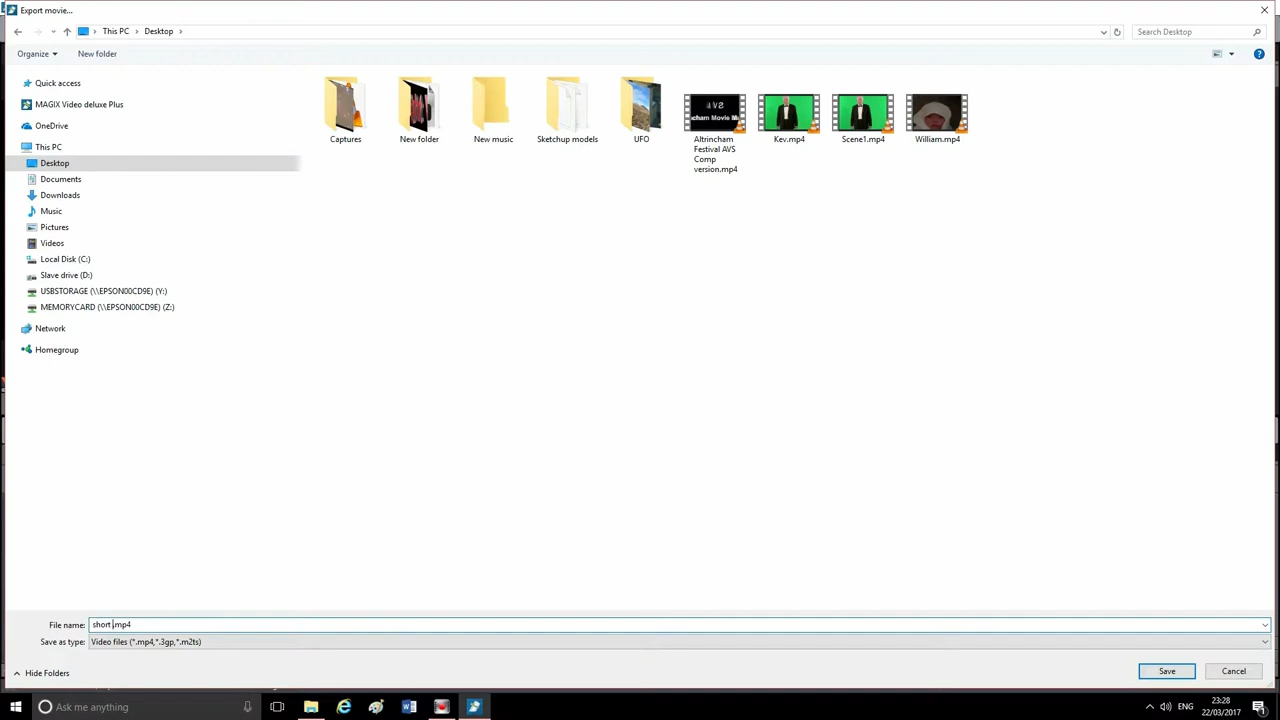 Export movie...
This PC
Desktop
Search Desktop
Organize
New folder
Quick access
MAGIX Video deluxe Plus
OneDrive
This PC
Desktop
Documents
Downloads
Music
Pictures
Videos
Local Disk (C:)
Slave drive (D:)
USBSTORAGE (\\EPSON00CD9E) (Y:)
MEMORYCARD (\\EPSON00CD9E) (Z:)
Network
Homegroup
Captures
New folder
New music
Sketchup models
UFO
AVS
cham Movie M
Altrincham
Festival AVS
Comp
version.mp4
Kev.mp4
Scene1.mp4
William.mp4
File name:
short .mp4
Save as type:
Video files (*.mp4,*.3gp,*.m2ts)
Hide Folders
Save
Cancel
Ask me anything
ENG
23:28
22/03/2017